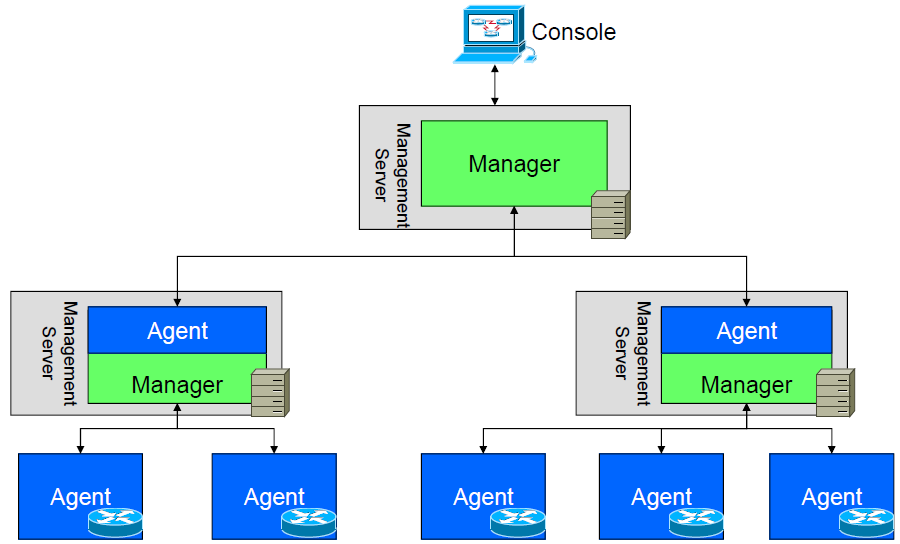 Console
Management
Server
Manager
Management
Server
Agent
Manager
Management
Server
Agent
Manager
Agent
Agent
Agent
Agent
Agent